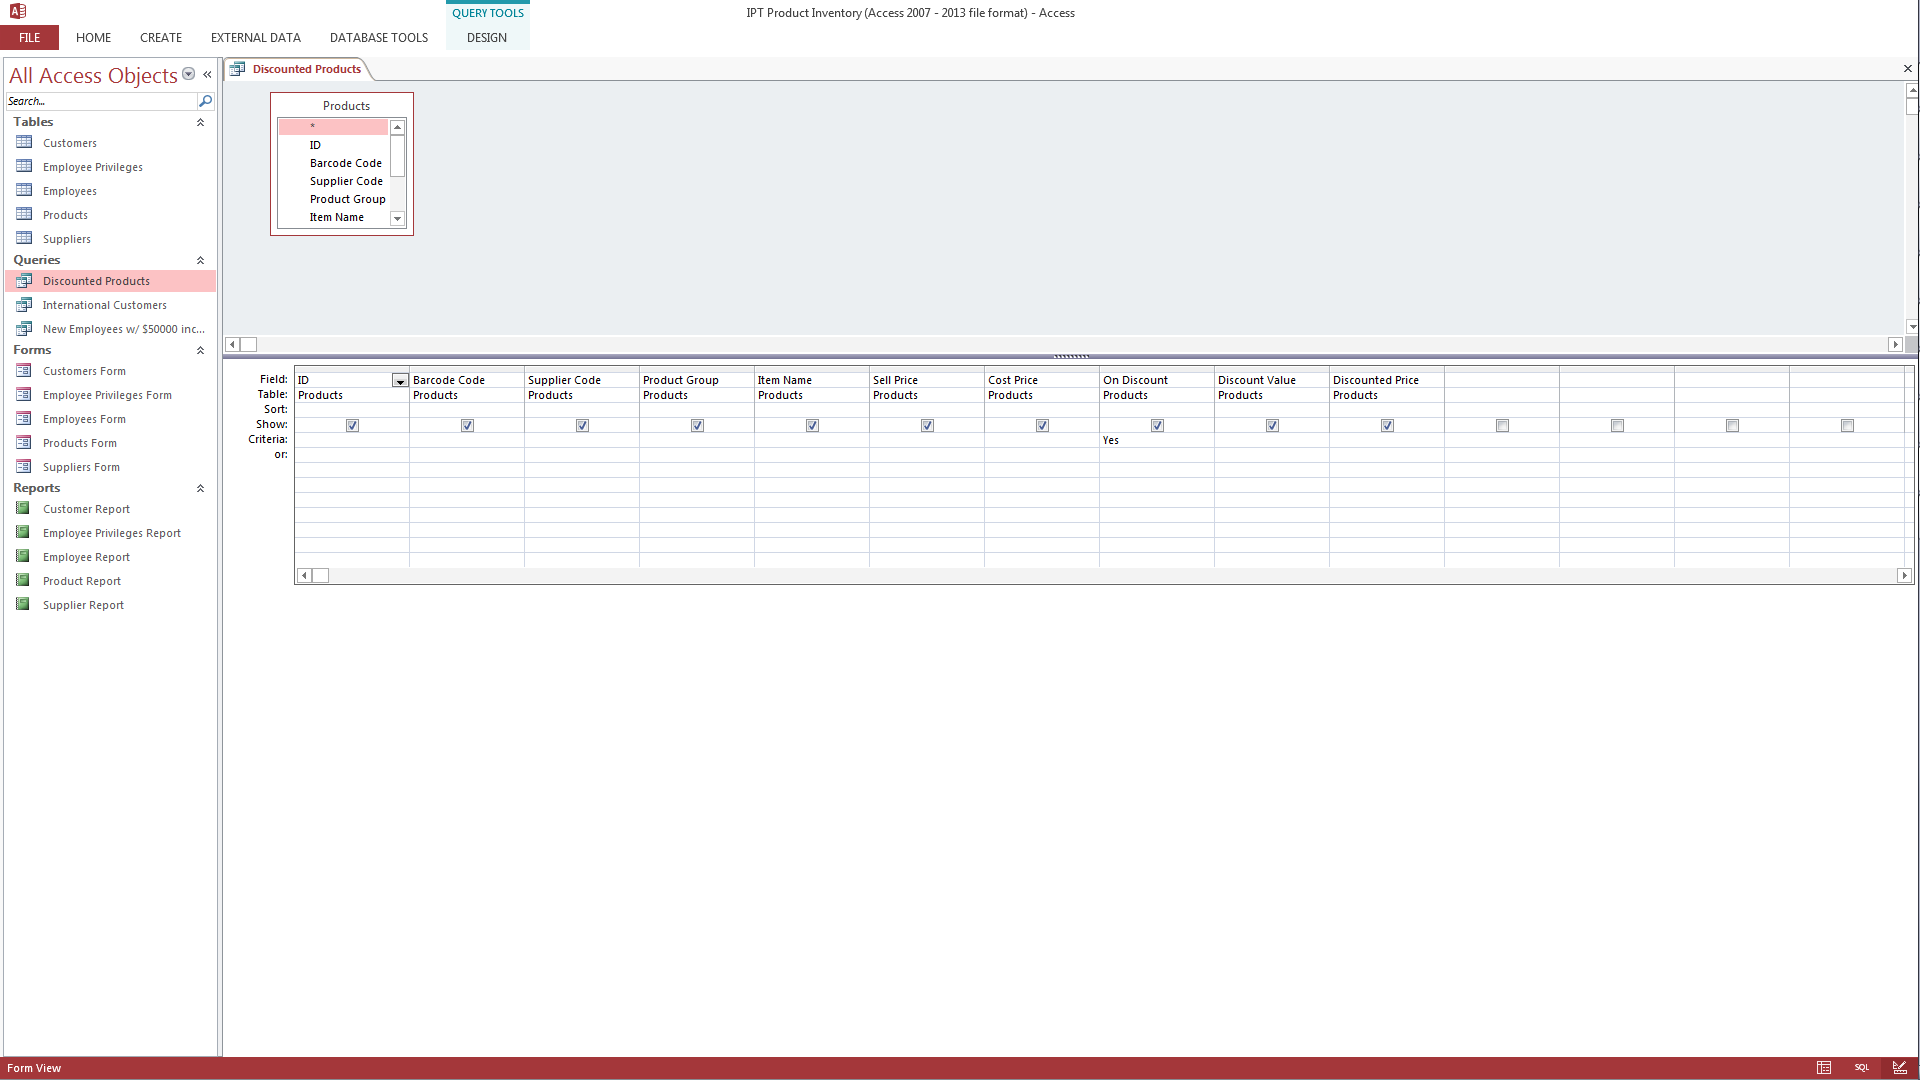 QUERY TOOLS
IPT Product Inventory (Access 2007 - 2013 file format) - Access
FILE HOME CREATE EXTERNAL DATA DATABASE TOOLS DESIGN
All Access Objects
Search...
Tables
Customers
Employee Privileges
Employees
Products
Suppliers
Queries
Discounted Products
International Customers
New Employees w/ $50000 inc...
Forms
Customers Form
Employee Privileges Form
Employees Form
Products Form
Suppliers Form
Reports
Customer Report
Employee Privileges Report
Employee Report
Product Report
Supplier Report
Discounted Products
Products
*
ID
Barcode Code
Supplier Code
Product Group
Item Name
Field: ID Barcode Code Supplier Code Product Group Item Name Sell Price Cost Price On Discount Discount Value Discounted Price
Table: Products Products Products Products Products Products Products Products Products Products
Sort:
Show:
Criteria: Yes
or:
Form View
SQL